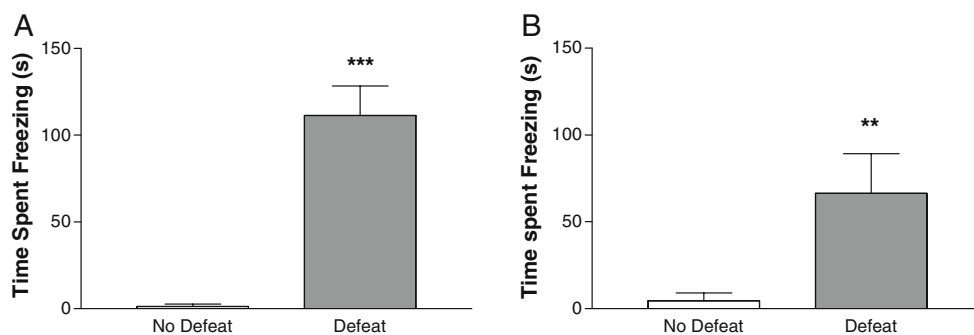 A
Time Spent Freezing (s)
150
100
50
0
***
No Defeat
Defeat
B
Time spent Freezing (s)
150
100
50
0
**
No Defeat
Defeat